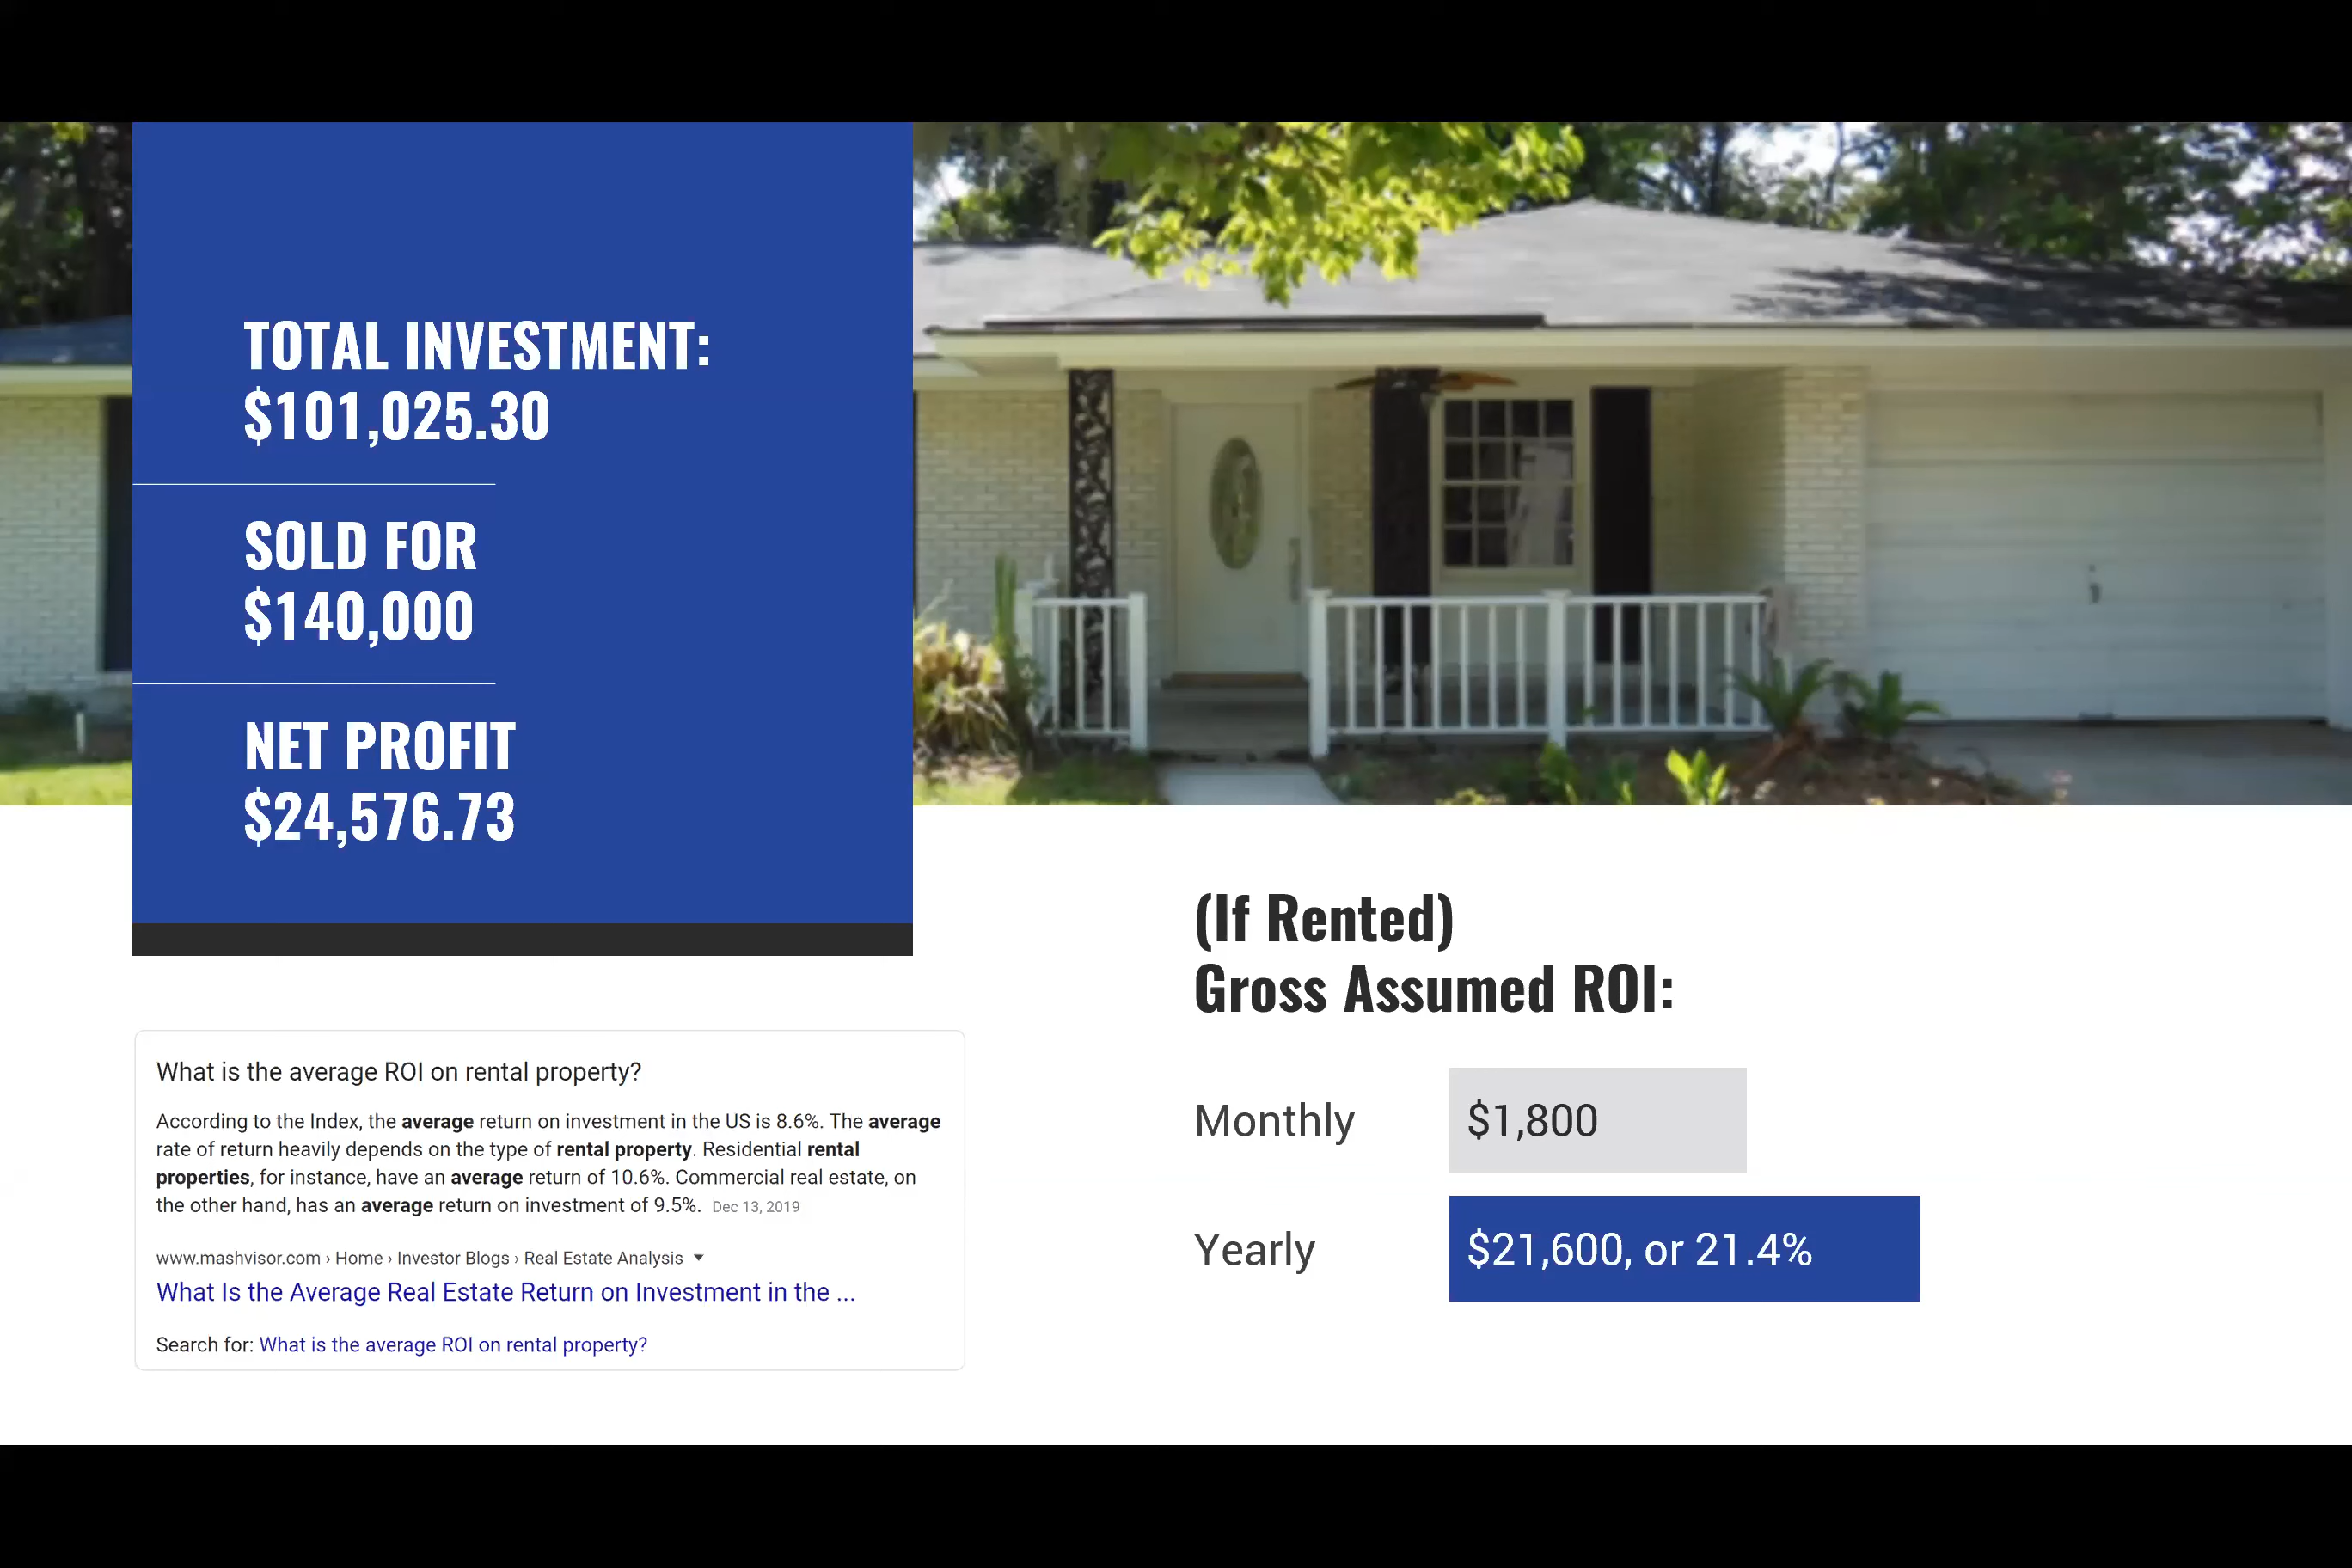 TOTAL INVESTMENT:
$101,025.30
SOLD FOR
$140,000
NET PROFIT
$24,576.73
What is the average ROI on rental property?
According to the Index, the average return on investment in the US is 8.6%. The average
rate of return heavily depends on the type of rental property. Residential rental
properties, for instance, have an average return of 10.6%. Commercial real estate, on
the other hand, has an average return on investment of 9.5%. Dec 13, 2019
www.mashvisor.com › Home › Investor Blogs › Real Estate Analysis
What Is the Average Real Estate Return on Investment in the ...
Search for: What is the average ROI on rental property?
(If Rented)
Gross Assumed ROI:
Monthly $1,800
Yearly $21,600, or 21.4%